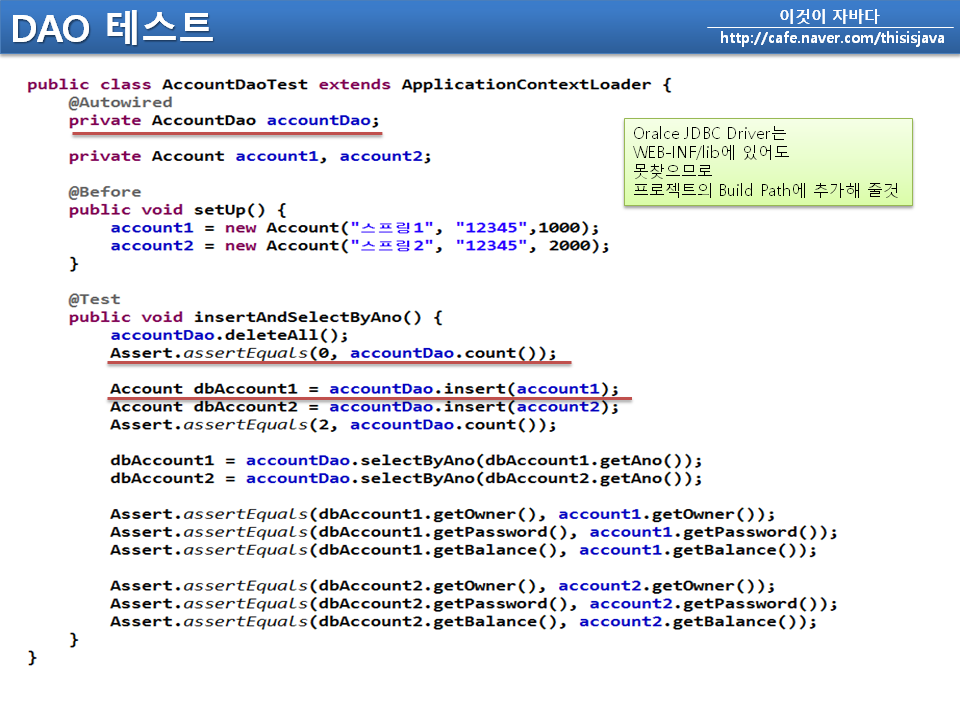 DAO 테스트
이것이 자바다
http://cafe.naver.com/thisisjava
public class AccountDaoTest extends ApplicationContextLoader {
@Autowired
private AccountDao accountDao;
private Account account1, account2;
Oralce JDBC Driver는
WEB-INF/lib에 있어도
못찾으므로
프로젝트의 Build Path에 추가해 줄것
@Before
public void setUp() {
account1 = new Account("스프링1", "12345",1000);
account2 = new Account("스프링2", "12345", 2000);
}
@Test
public void insertAndSelectByAno() {
accountDao.deleteAll();
Assert.assertEquals(0, accountDao.count());
Account dbAccount1 = accountDao.insert(account1);
Account dbAccount2 = accountDao.insert(account2);
Assert.assertEquals(2, accountDao.count());
dbAccount1 = accountDao.selectByAno(dbAccount1.getAno());
dbAccount2 = accountDao.selectByAno(dbAccount2.getAno());
Assert.assertEquals(dbAccount1.getOwner(), account1.getOwner());
Assert.assertEquals(dbAccount1.getPassword(), account1.getPassword());
Assert.assertEquals(dbAccount1.getBalance(), account1.getBalance());
Assert.assertEquals(dbAccount2.getOwner(), account2.getOwner());
Assert.assertEquals(dbAccount2.getPassword(), account2.getPassword());
Assert.assertEquals(dbAccount2.getBalance(), account2.getBalance());
}
}